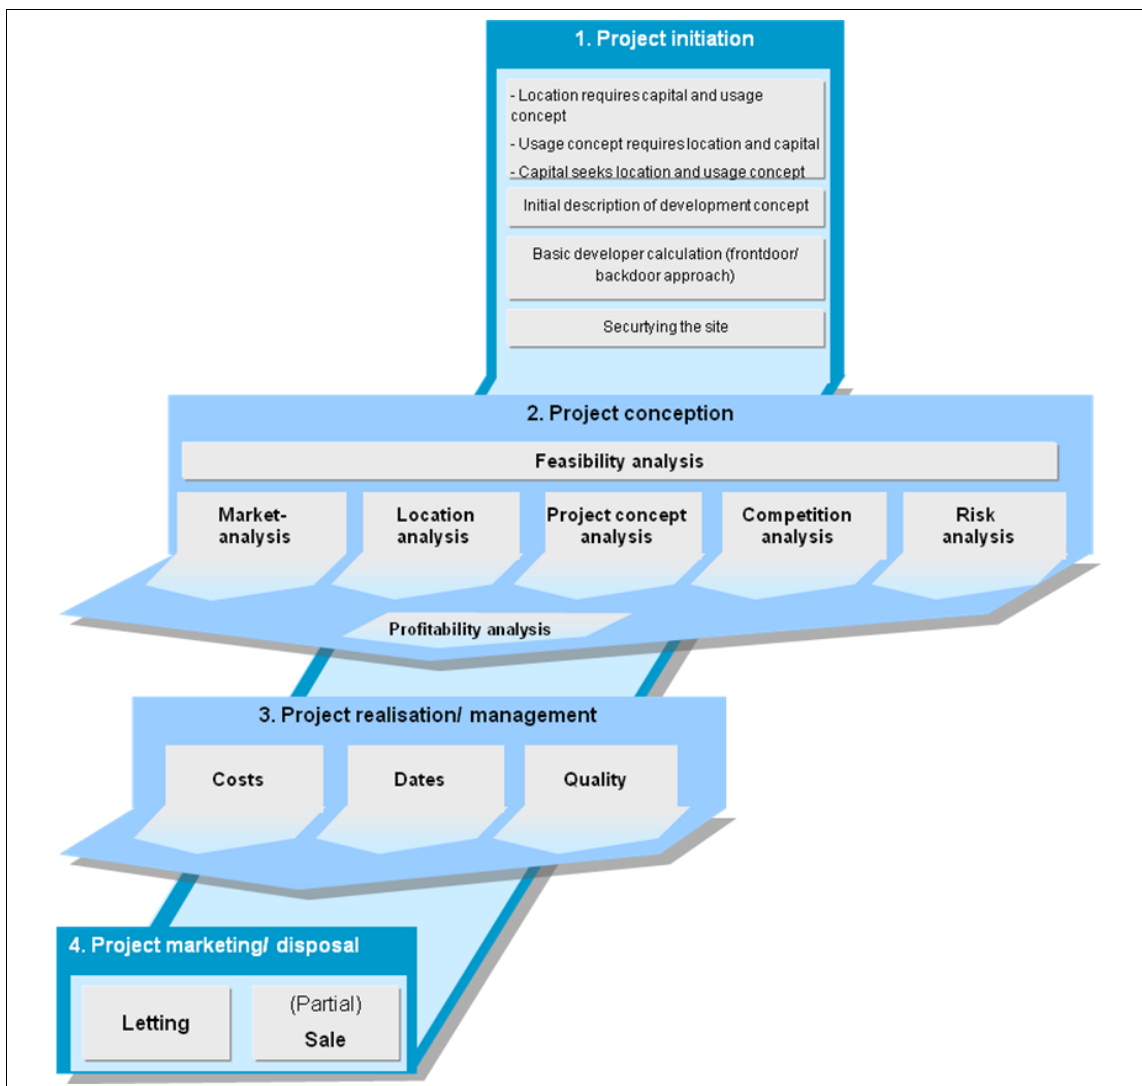 1. Project initiation
- Location requires capital and usage
concept
- Usage concept requires location and capital
- Capital seeks location and usage concept
Initial description of development concept
Basic developer calculation (frontdoor/
backdoor approach)
Securtying the site
2. Project conception
Feasibility analysis
Market-
analysis
Location
analysis
Project concept
analysis
Competition
analysis
Risk
analysis
Profitability analysis
3. Project realisation/ management
Costs
Dates
Quality
4. Project marketing/ disposal
Letting
(Partial)
Sale